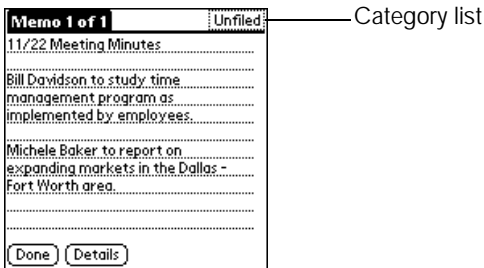 Memo 1 of 1
Unfiled
Category list
11/22 Meeting Minutes
Bill Davidson to study time
management program as
implemented by employees.
Michele Baker to report on
expanding markets in the Dallas -
Fort Worth area.
Done
Details